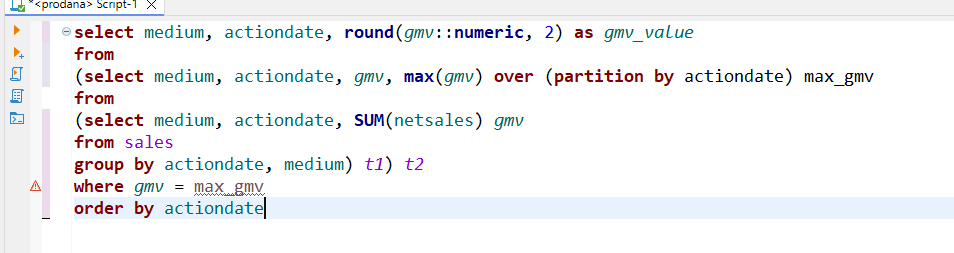 *<prodana> Script-1
select medium, actiondate, round(gmv::numeric, 2) as gmv_value
from
(select medium, actiondate, gmv, max(gmv) over (partition by actiondate) max_gmv
from
(select medium, actiondate, SUM(netsales) gmv
from sales
group by actiondate, medium) t1) t2
where gmv = max_gmv
order by actiondate